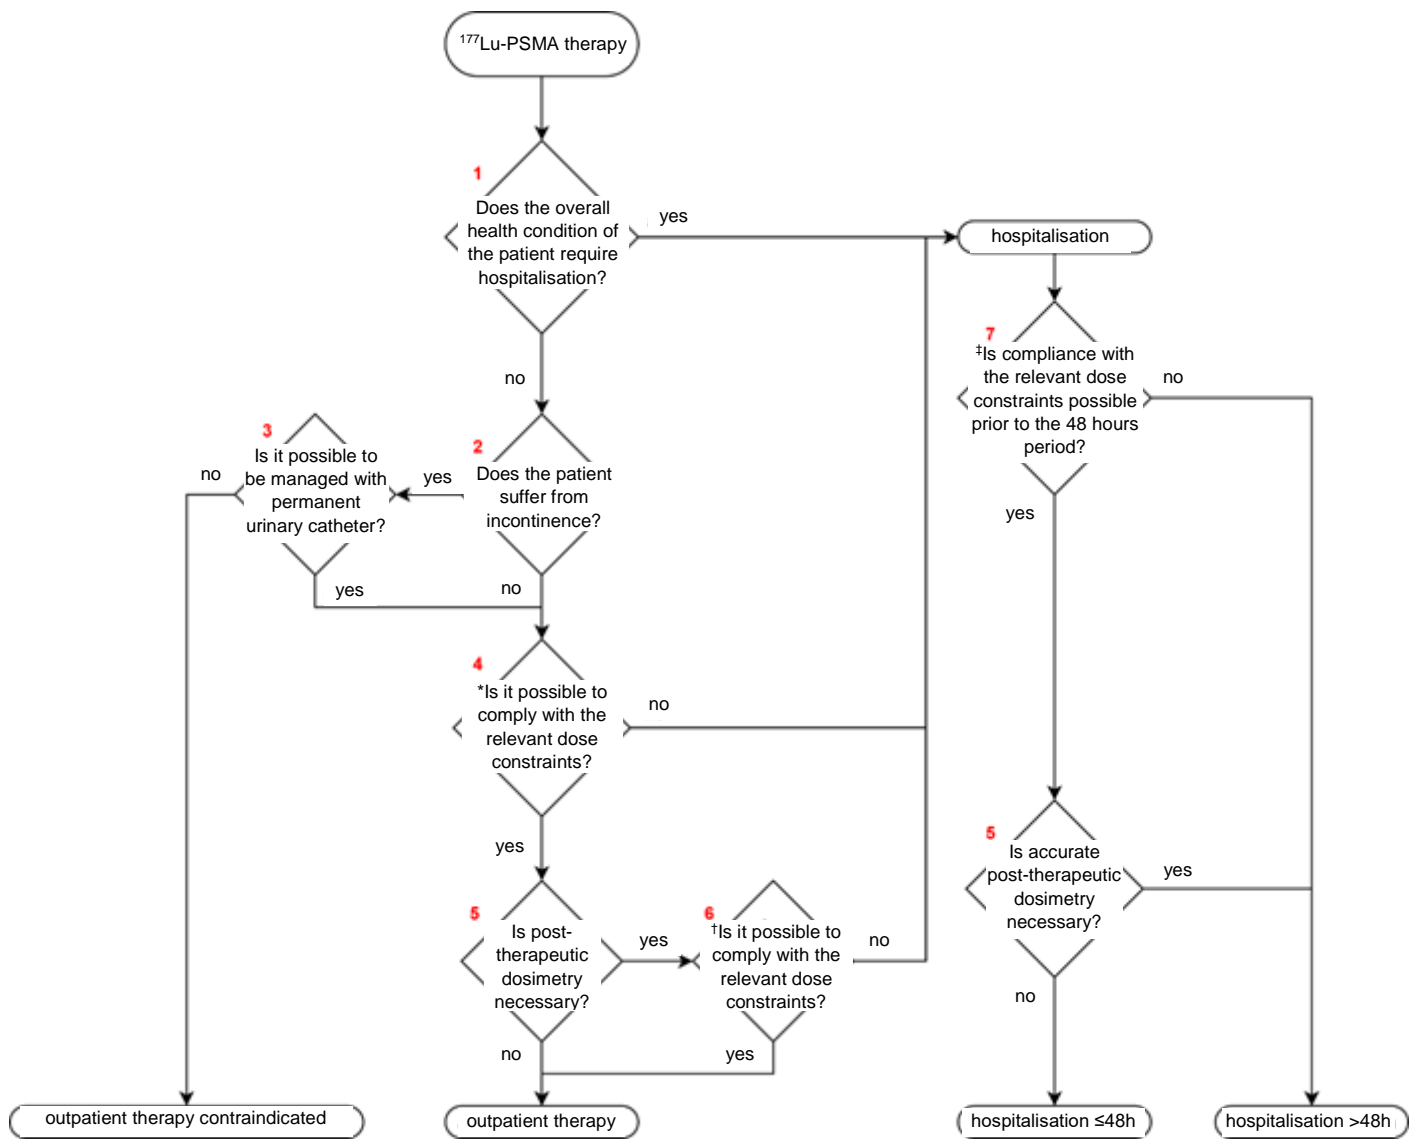 177Lu-PSMA therapy
1
Does the overall
health condition of
the patient require
hospitalisation?
yes
no
hospitalisation
7
‡Is compliance with
the relevant dose
constraints possible
prior to the 48 hours
period?
no
yes
3
Is it possible to
be managed with
permanent
urinary catheter?
no
yes
2
Does the patient
suffer from
incontinence?
yes
no
4
*Is it possible to
comply with the
relevant dose
constraints?
no
yes
5
Is post-
therapeutic
dosimetry
necessary?
yes
no
6
†Is it possible to
comply with the
relevant dose
constraints?
no
yes
5
Is accurate
post-therapeutic
dosimetry
necessary?
yes
no
outpatient therapy contraindicated
outpatient therapy
hospitalisation ≤48h
hospitalisation >48h